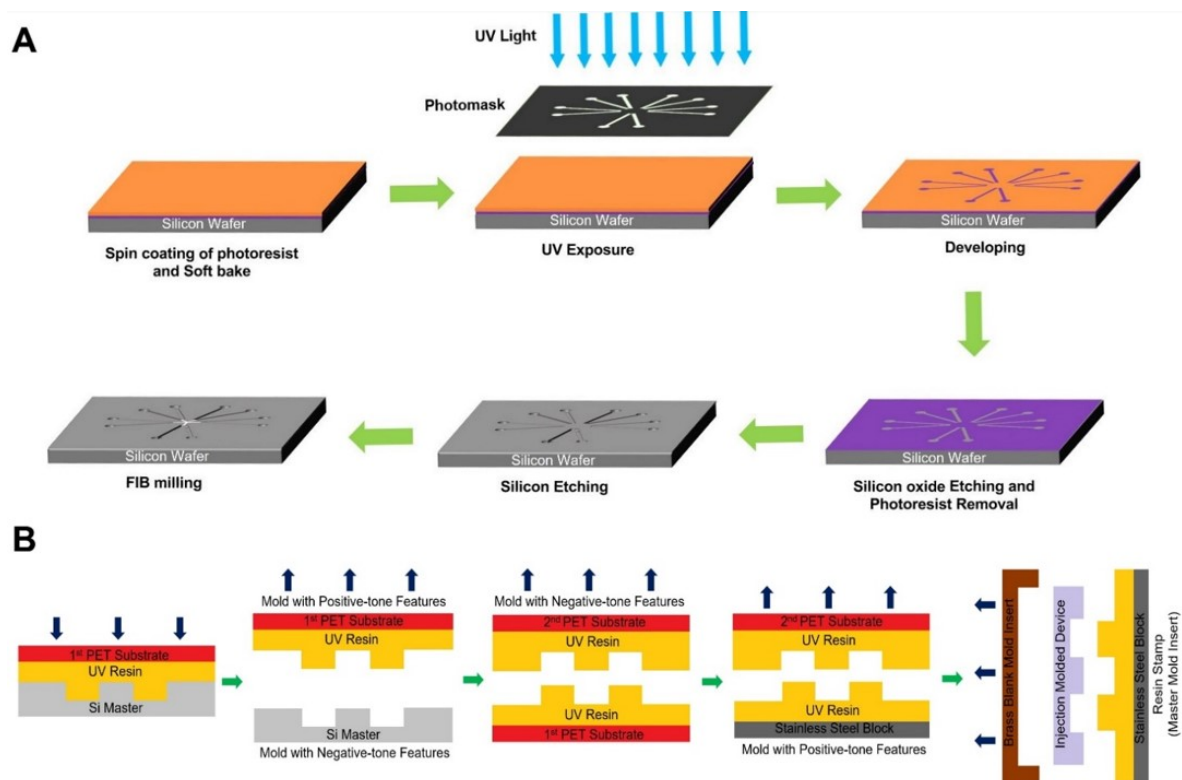 A
UV Light
Photomask
Silicon Wafer
Spin coating of photoresist
and Soft bake
Silicon Wafer
UV Exposure
Silicon Wafer
Developing
Silicon Wafer
FIB milling
Silicon Wafer
Silicon Etching
Silicon Wafer
Silicon oxide Etching and
Photoresist Removal
B
1st PET Substrate
UV Resin
Si Master
Mold with Positive-tone Features
1st PET Substrate
UV Resin
Si Master
Mold with Negative-tone Features
Mold with Negative-tone Features
2nd PET Substrate
UV Resin
UV Resin
1st PET Substrate
2nd PET Substrate
UV Resin
UV Resin
Stainless Steel Block
Mold with Positive-tone Features
Brass Blank Mold Insert
Injection Molded Device
Stainless Steel Block
Resin Stamp
(Master Mold Insert)